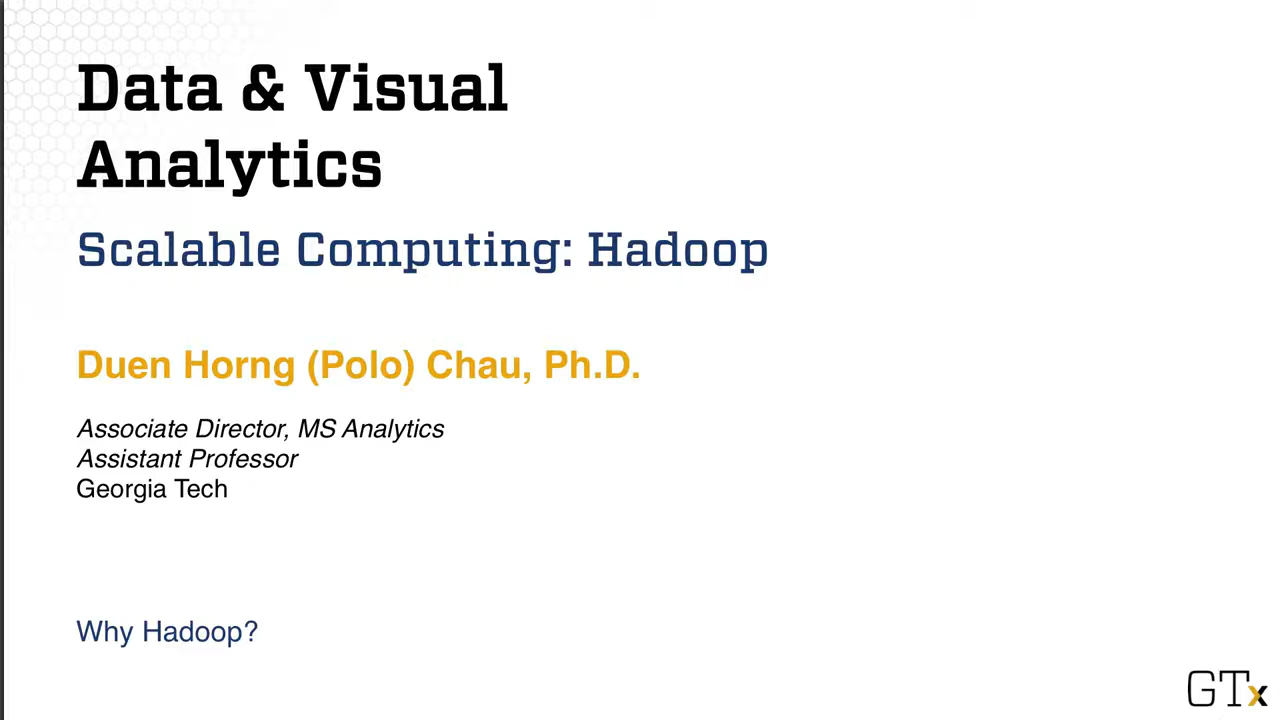 Data & Visual
Analytics
Scalable Computing: Hadoop
Duen Horng (Polo) Chau, Ph.D.
Associate Director, MS Analytics
Assistant Professor
Georgia Tech
Why Hadoop?
GTx